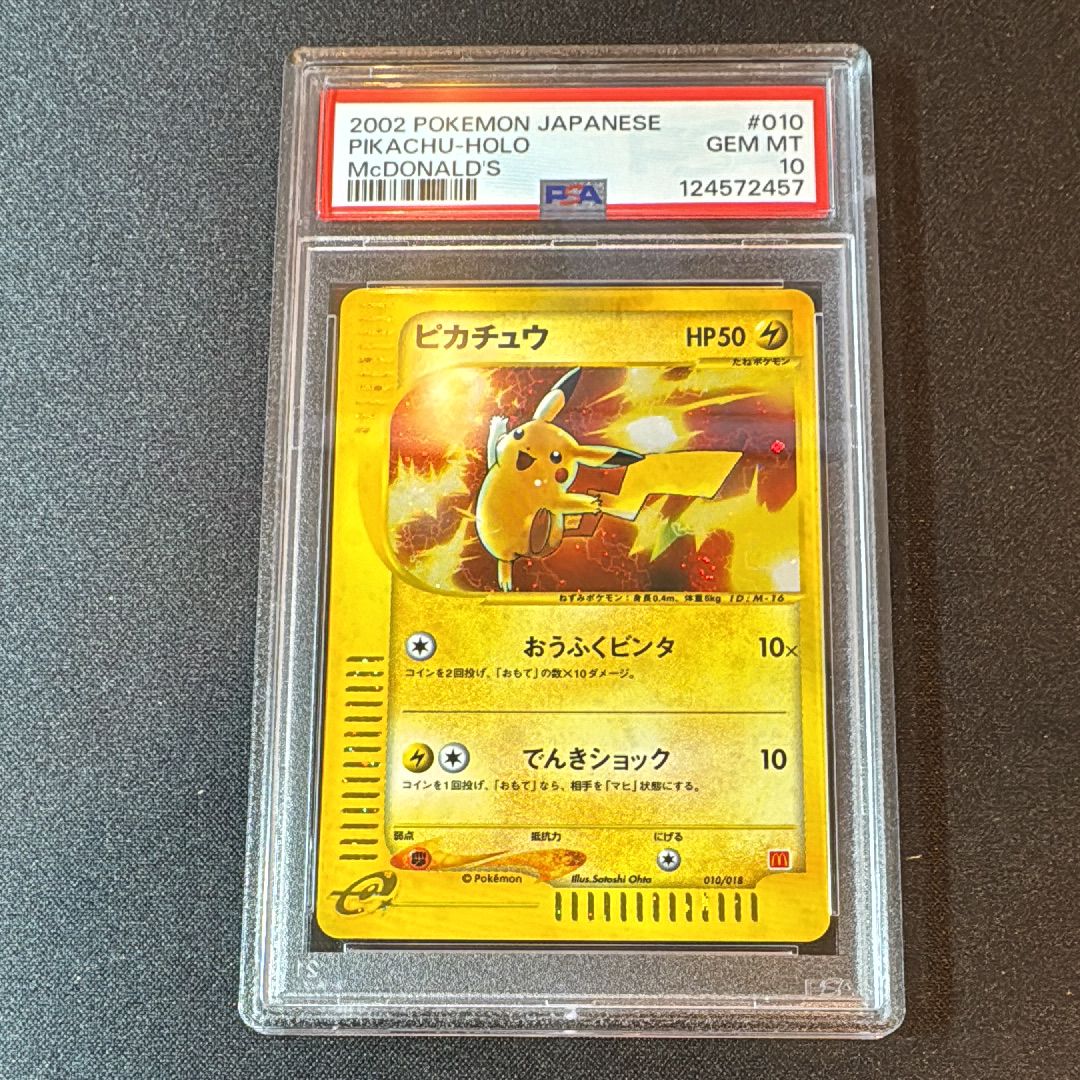 2002 POKEMON JAPANESE #010
PIKACHU-HOLO GEM MT
McDONALD'S 10
PSA 124572457
ピカチュウ HP50
たねポケモン
ねずみポケモン：身長0.4m、体重6kg ID/M-16
おうふくビンタ 10×
コインを2回投げ、「おもて」の数×10ダメージ。
でんきショック 10
コインを1回投げ、「おもて」なら、相手を「マヒ」状態にする。
弱点 抵抗力 にげる
©Pokémon Illus.Satoshi Ohta 010/018